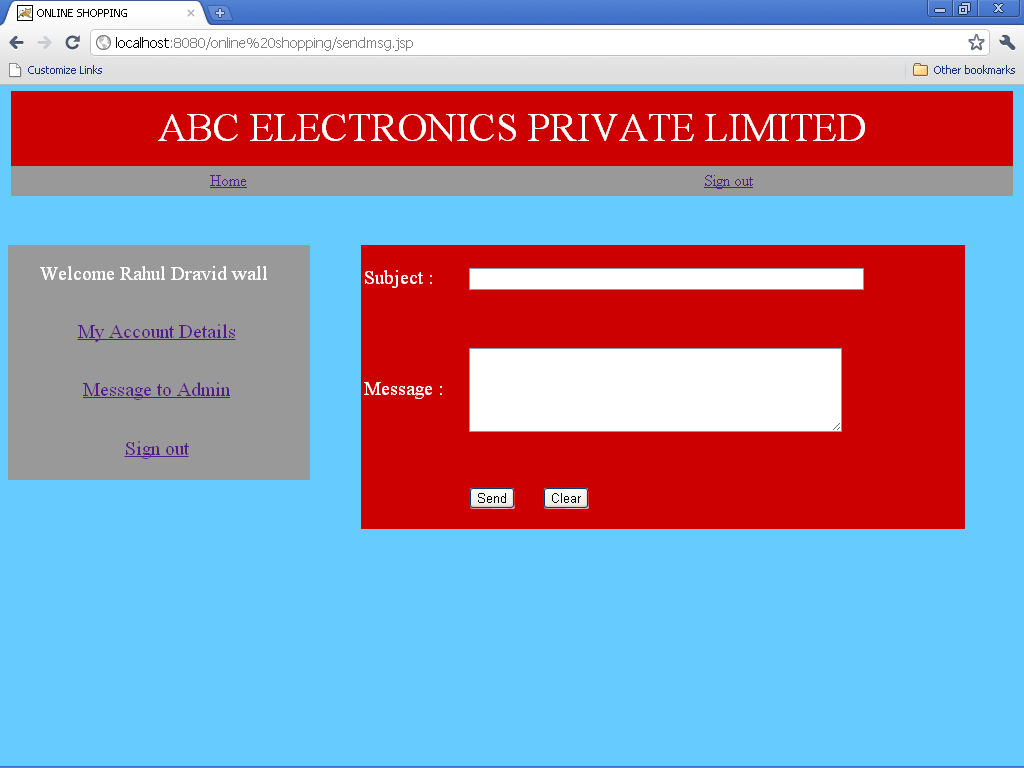 ONLINE SHOPPING
localhost:8080/online%20shopping/sendmsg.jsp
Customize Links
Other bookmarks
ABC ELECTRONICS PRIVATE LIMITED
Home
Sign out
Welcome Rahul Dravid wall
My Account Details
Message to Admin
Sign out
Subject :
Message :
Send
Clear